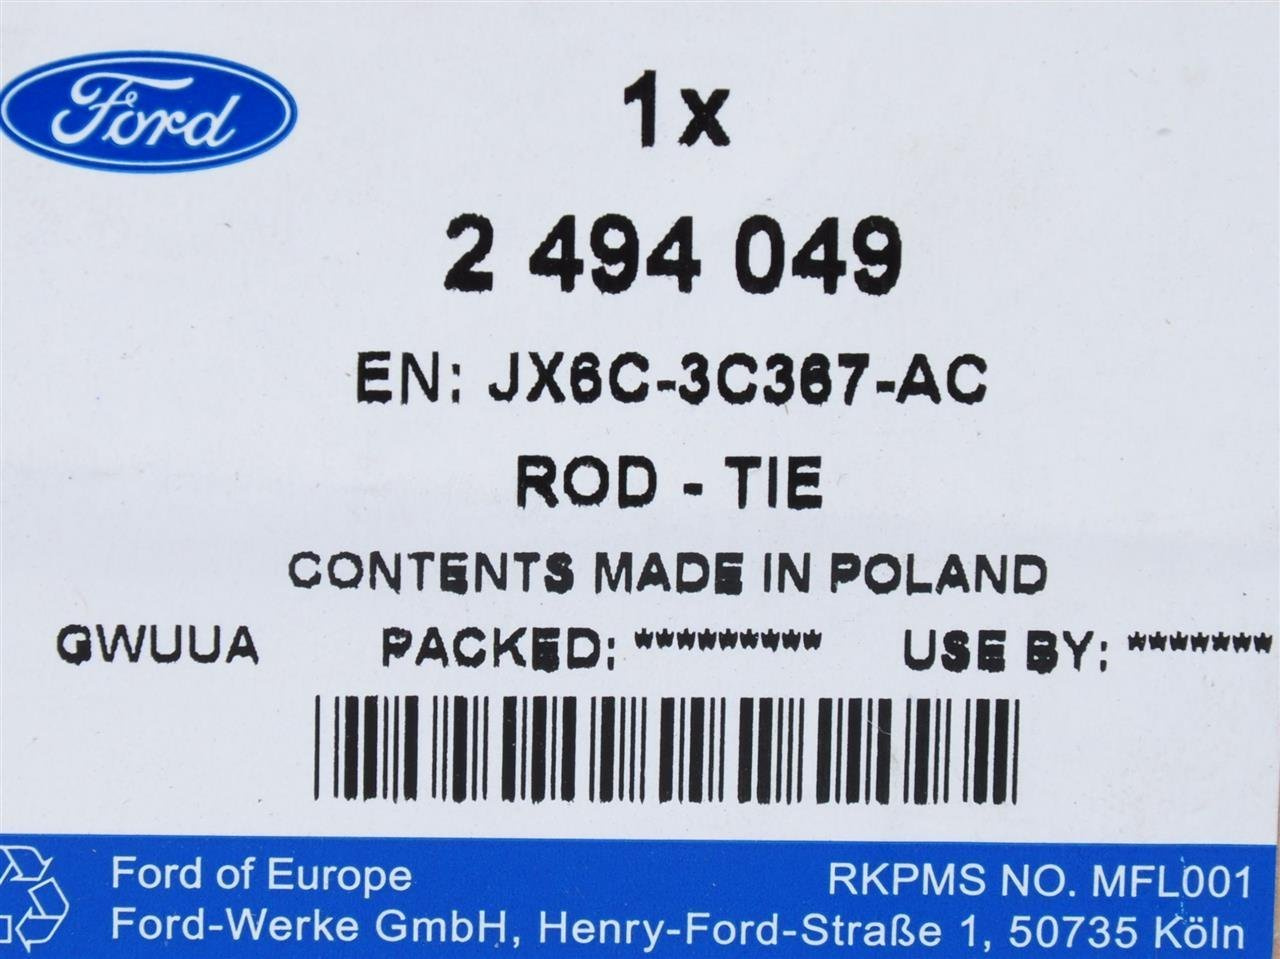 Ford
1x
2 494 049
EN: JX6C-3C367-AC
ROD - TIE
CONTENTS MADE IN POLAND
GWUUA PACKED: ********* USE BY: *******
Ford of Europe RKPMS NO. MFL001
Ford-Werke GmbH, Henry-Ford-Straße 1, 50735 Köln